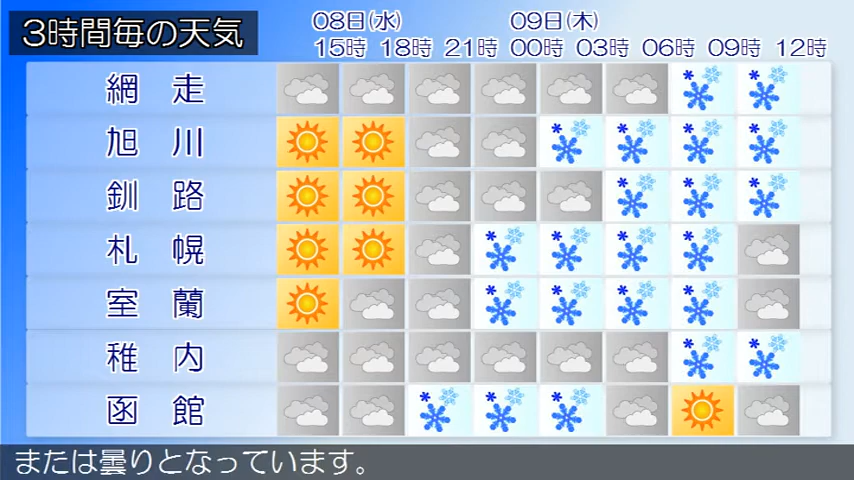 3時間毎の天気
08日(水) 09日(木)
15時 18時 21時 00時 03時 06時 09時 12時
網 走
旭 川
釧 路
札 幌
室 蘭
稚 内
函 館
または曇りとなっています。